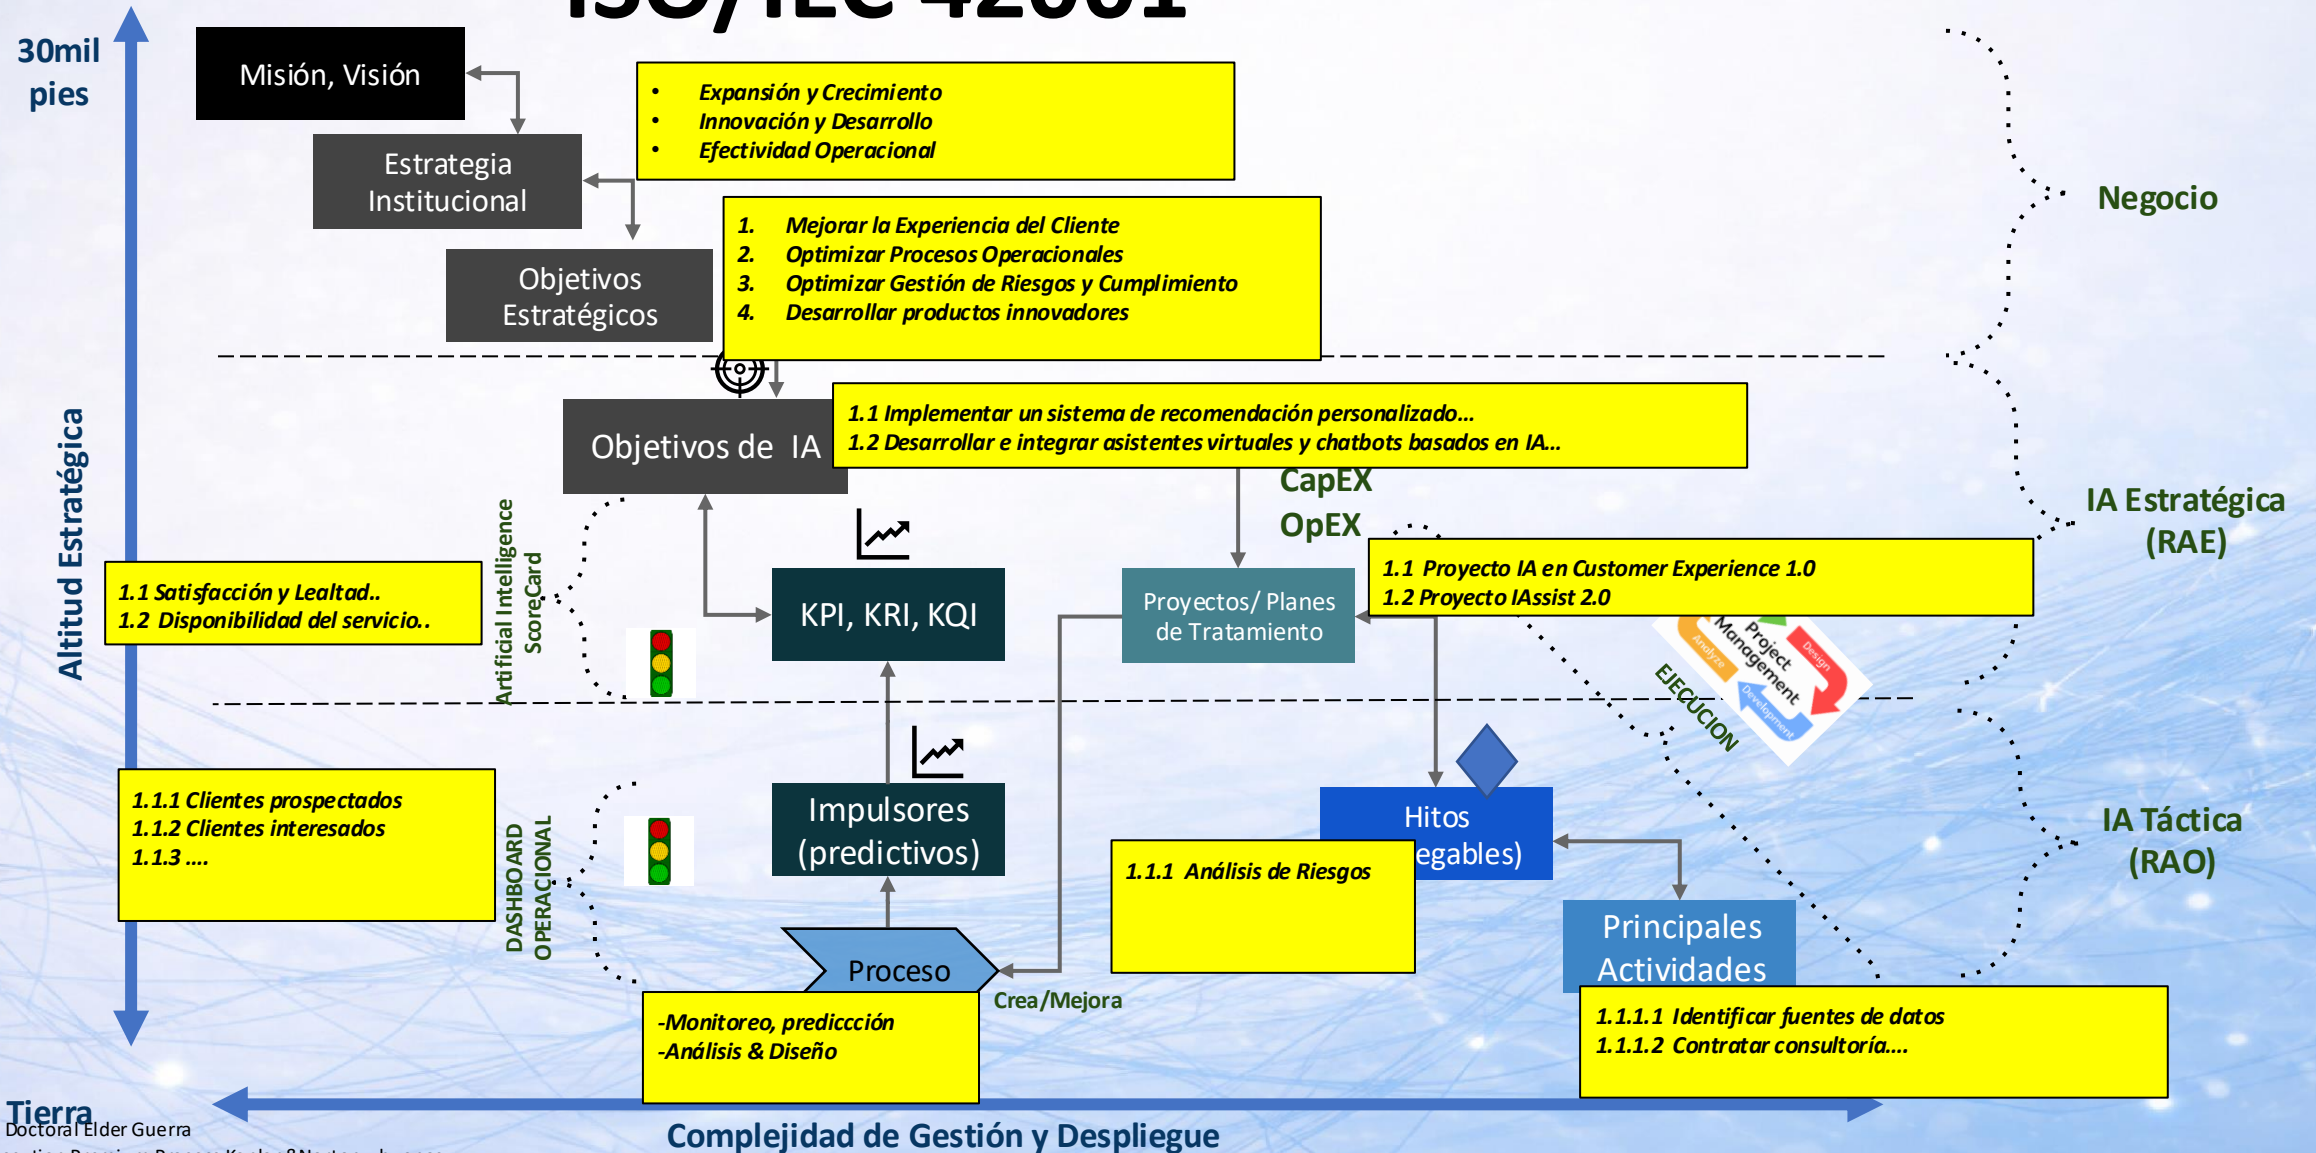 ISO/IEC 42001
30mil
pies
Misión, Visión
• Expansión y Crecimiento
• Innovación y Desarrollo
• Efectividad Operacional
Estrategia
Institucional
Negocio
1. Mejorar la Experiencia del Cliente
2. Optimizar Procesos Operacionales
3. Optimizar Gestión de Riesgos y Cumplimiento
4. Desarrollar productos innovadores
Objetivos
Estratégicos
Altitud Estratégica
Objetivos de IA
1.1 Implementar un sistema de recomendación personalizado...
1.2 Desarrollar e integrar asistentes virtuales y chatbots basados en IA...
CapEX
OpEX
IA Estratégica
(RAE)
Artificial Intelligence
ScoreCard
1.1 Satisfacción y Lealtad..
1.2 Disponibilidad del servicio..
KPI, KRI, KQI
Proyectos/ Planes
de Tratamiento
1.1 Proyecto IA en Customer Experience 1.0
1.2 Proyecto IAssist 2.0
Project
Management
Analyze
Design
Development
EJECUCION
1.1.1 Clientes prospectados
1.1.2 Clientes interesados
1.1.3 ....
DASHBOARD
OPERACIONAL
Impulsores
(predictivos)
Hitos
egables)
1.1.1 Análisis de Riesgos
IA Táctica
(RAO)
Principales
Actividades
Proceso
Crea/Mejora
-Monitoreo, prediccción
-Análisis & Diseño
1.1.1.1 Identificar fuentes de datos
1.1.1.2 Contratar consultoría....
Tierra
Doctoral Elder Guerra
Complejidad de Gestión y Despliegue